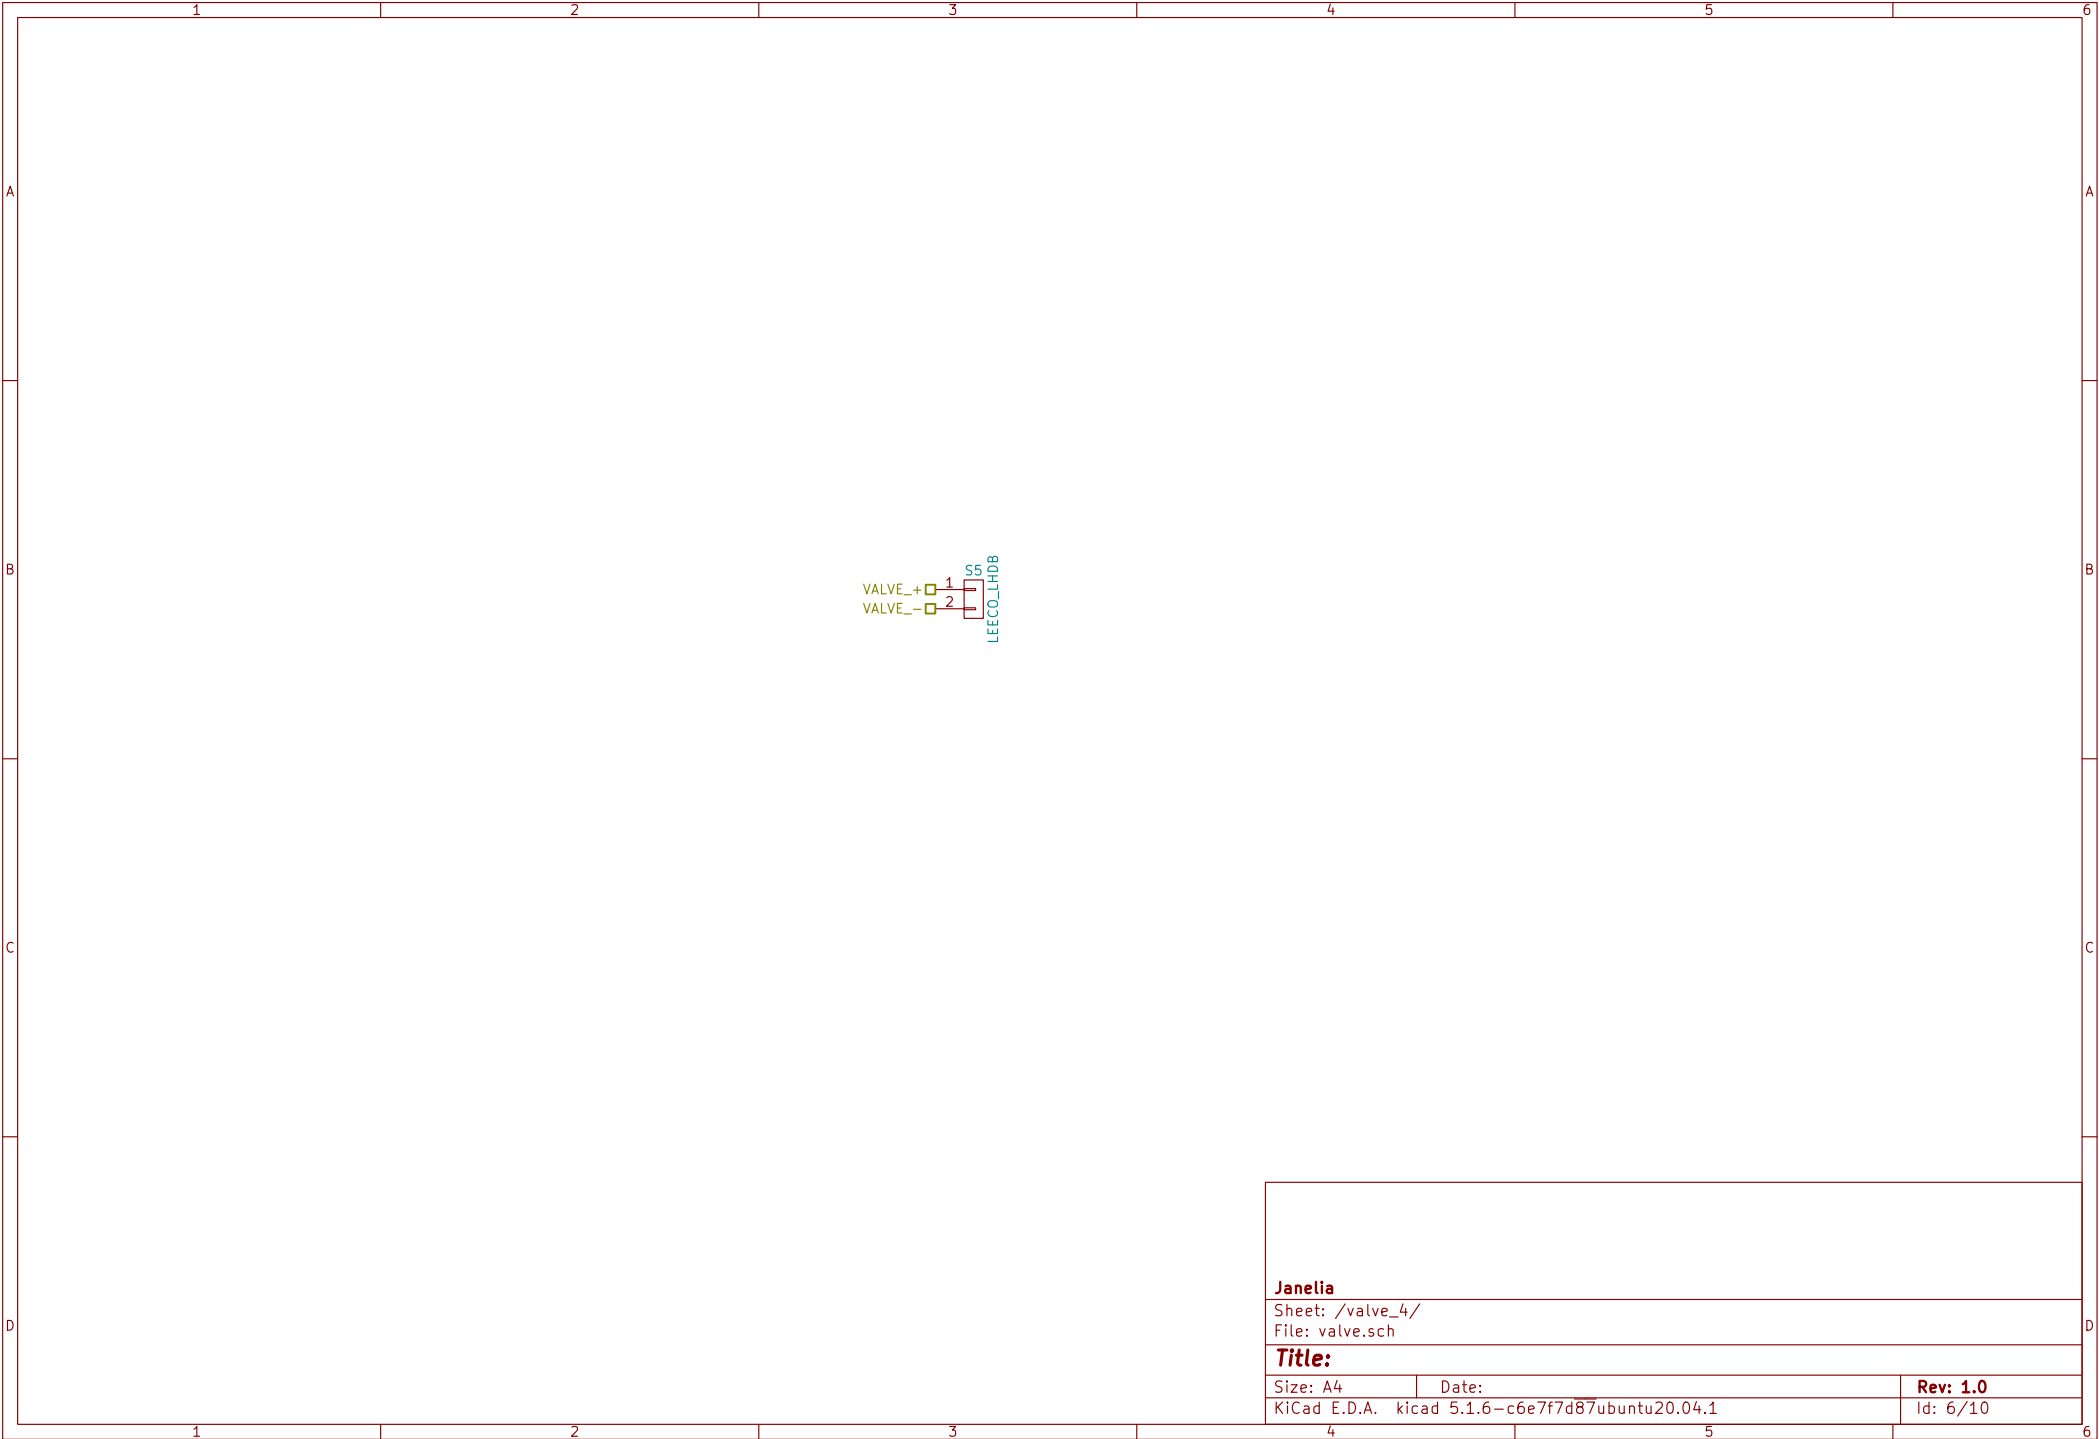 1 2 3 4 5 6
A A
S5
LEECO_LHDB
B B
VALVE_+ 1
VALVE_- 2
C C
Janelia
Sheet: /valve_4/
File: valve.sch
D D
Title:
Size: A4 Date: Rev: 1.0
KiCad E.D.A. kicad 5.1.6-c6e7f7d87ubuntu20.04.1 Id: 6/10
1 2 3 4 5 6